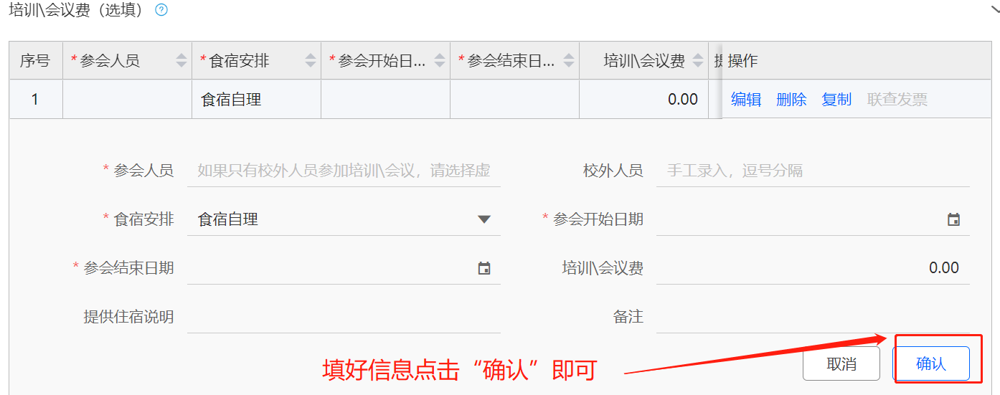 培训\会议费（选填） ?
序号 *参会人员 *食宿安排 *参会开始日... *参会结束日... 培训\会议费 操作
1 食宿自理 0.00 编辑 删除 复制 联查发票
* 参会人员 如果只有校外人员参加培训\会议，请选择虚 校外人员 手工录入，逗号分隔
* 食宿安排 食宿自理 * 参会开始日期
* 参会结束日期 培训\会议费 0.00
提供住宿说明 备注
填好信息点击“确认”即可 取消 确认